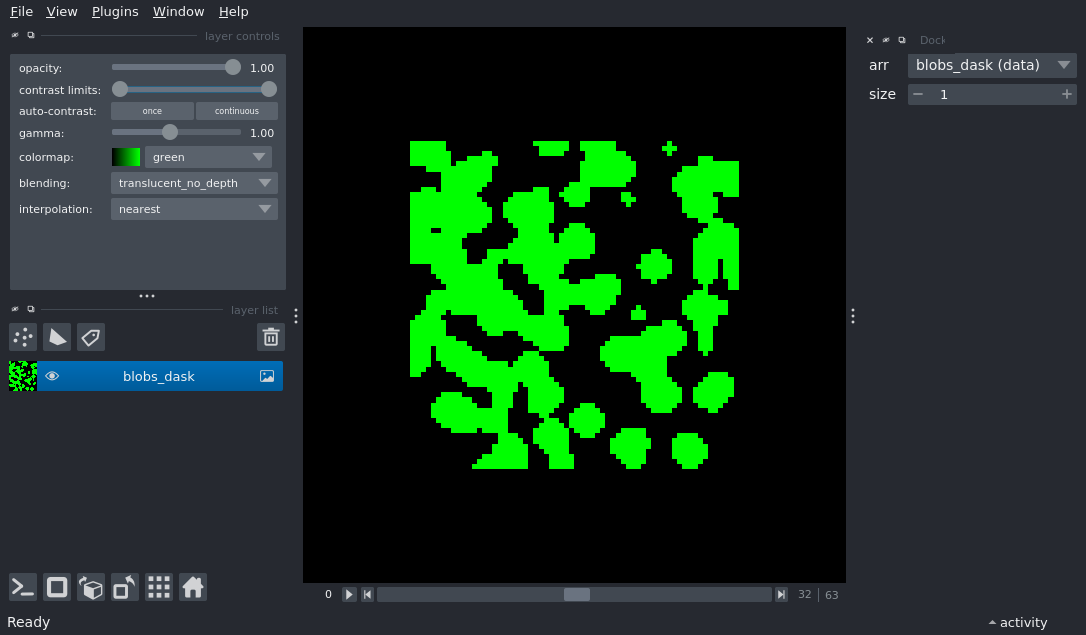 File View Plugins Window Help
layer controls
opacity: 1.00
contrast limits:
auto-contrast: once continuous
gamma: 1.00
colormap: green
blending: translucent_no_depth
interpolation: nearest
layer list
blobs_dask
Dock
arr blobs_dask (data)
size 1
0 32 63
Ready
activity